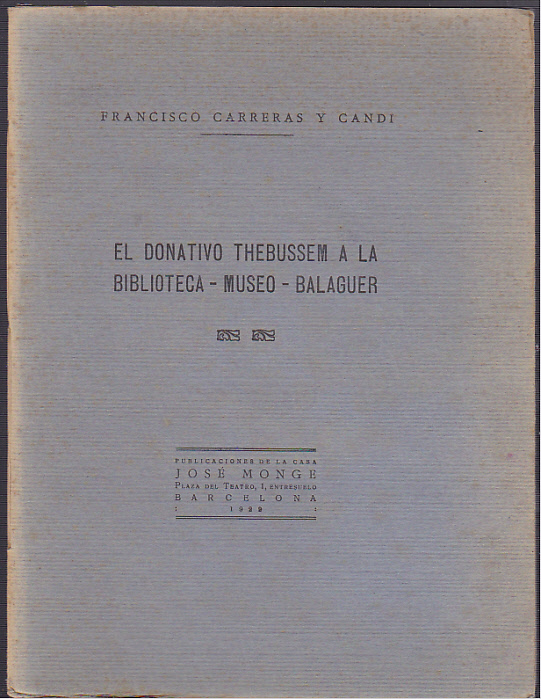 FRANCISCO CARRERAS Y CANDI
EL DONATIVO THEBUSSEM A LA
BIBLIOTECA - MUSEO - BALAGUER
PUBLICACIONES DE LA CASA
JOSÉ MONGE
PLAZA DEL TEATRO, 1, ENTRESUELO
BARCELONA
: 1929 :